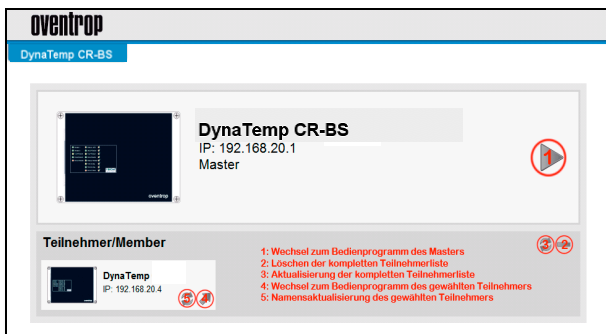 oventrop
DynaTemp CR-BS
DynaTemp CR-BS
IP: 192.168.20.1
Master
1
oventrop
Teilnehmer/Member
3 2
DynaTemp
IP: 192.168.20.4
5 4
1: Wechsel zum Bedienprogramm des Masters
2: Löschen der kompletten Teilnehmerliste
3: Aktualisierung der kompletten Teilnehmerliste
4: Wechsel zum Bedienprogramm des gewählten Teilnehmers
5: Namensaktualisierung des gewählten Teilnehmers